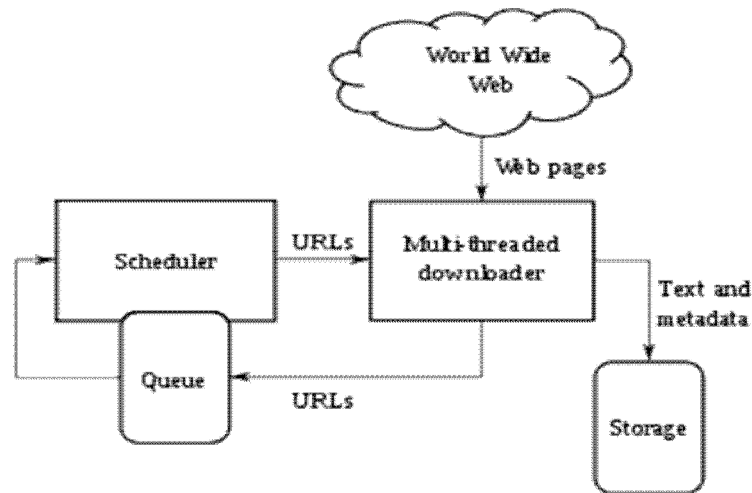 World Wide
Web
Web pages
Scheduler
URLs
Multi-threaded
downloader
Text and
metadata
Queue
URLs
Storage